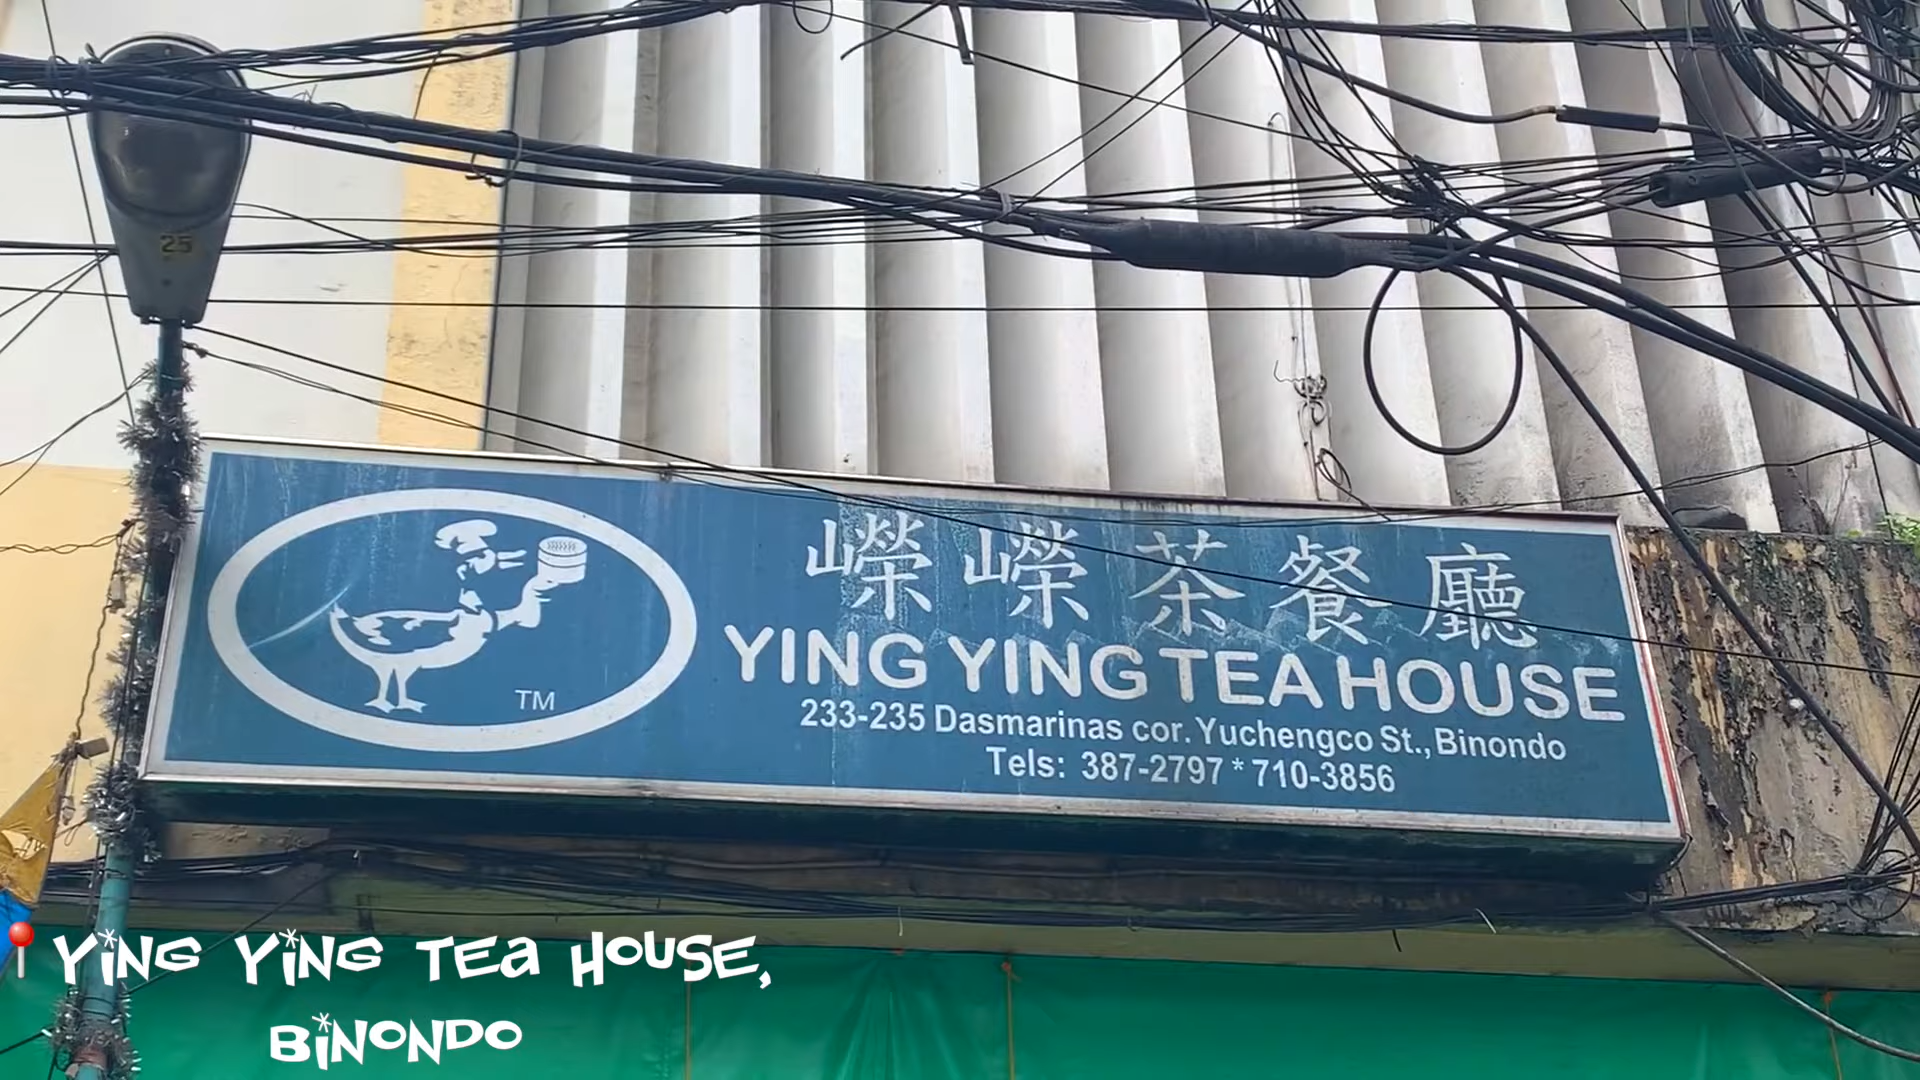 25
嶸嶸茶餐廳
YING YING TEA HOUSE
233-235 Dasmarinas cor. Yuchengco St., Binondo
Tels: 387-2797 * 710-3856
TM
YING YING TEA HOUSE,
BINONDO